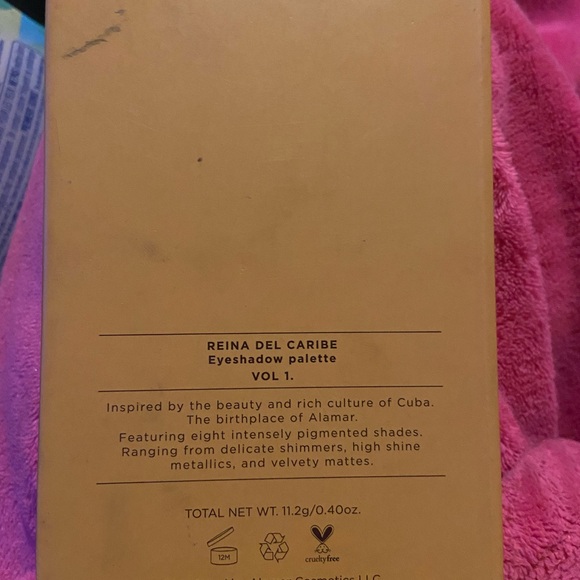 REINA DEL CARIBE
Eyeshadow palette
VOL 1.
Inspired by the beauty and rich culture of Cuba.
The birthplace of Alamar.
Featuring eight intensely pigmented shades.
Ranging from delicate shimmers, high shine
metallics, and velvety mattes.
TOTAL NET WT. 11.2g/0.40oz.
12M
crueltyfree
Cosmetics LLC